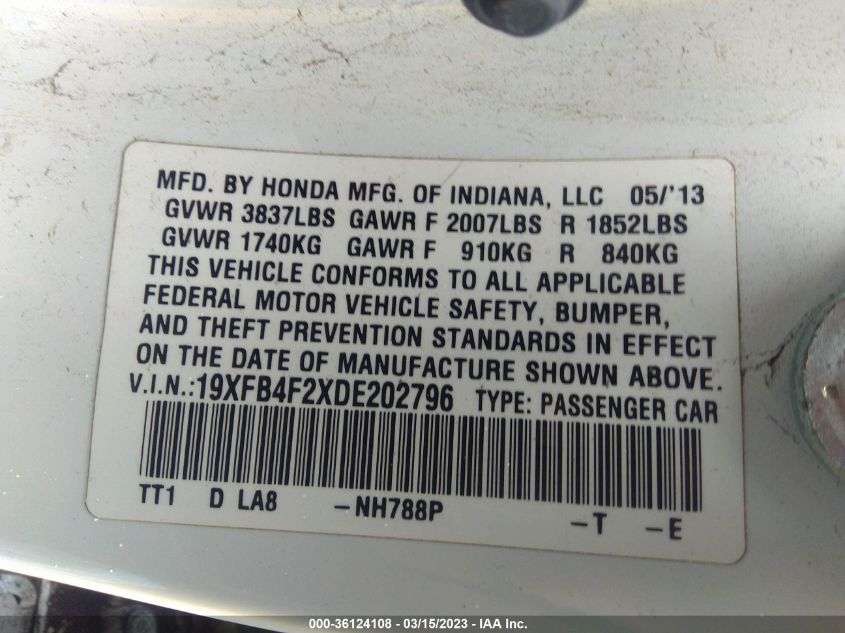 MFD. BY HONDA MFG. OF INDIANA, LLC 05/'13
GVWR 3837LBS GAWR F 2007LBS R 1852LBS
GVWR 1740KG GAWR F 910KG R 840KG
THIS VEHICLE CONFORMS TO ALL APPLICABLE
FEDERAL MOTOR VEHICLE SAFETY, BUMPER,
AND THEFT PREVENTION STANDARDS IN EFFECT
ON THE DATE OF MANUFACTURE SHOWN ABOVE.
V.I.N.:19XFB4F2XDE202796 TYPE: PASSENGER CAR
TT1 D LA8 -NH788P -T -E
000-36124108 - 03/15/2023 - IAA Inc.